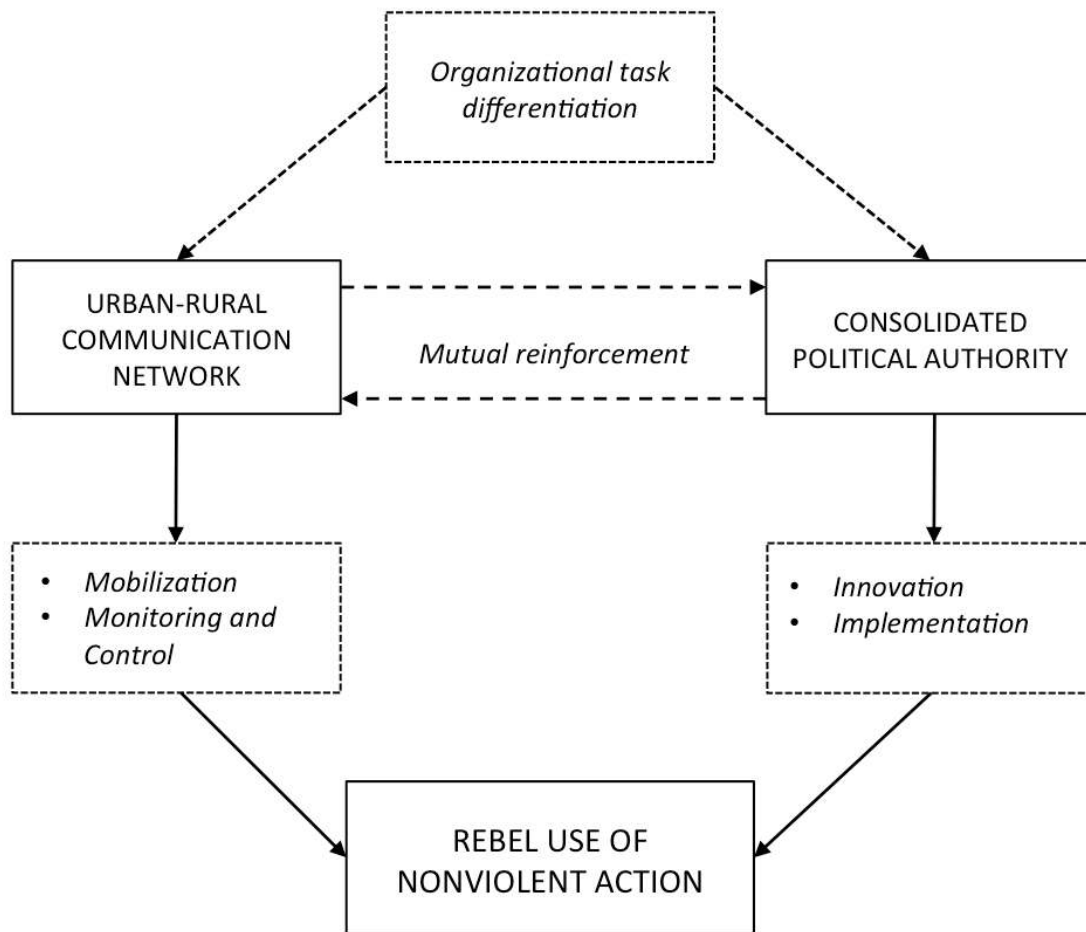 Organizational task
differentiation
URBAN-RURAL
COMMUNICATION
NETWORK
Mutual reinforcement
CONSOLIDATED
POLITICAL AUTHORITY
• Mobilization
• Monitoring and
Control
• Innovation
• Implementation
REBEL USE OF
NONVIOLENT ACTION